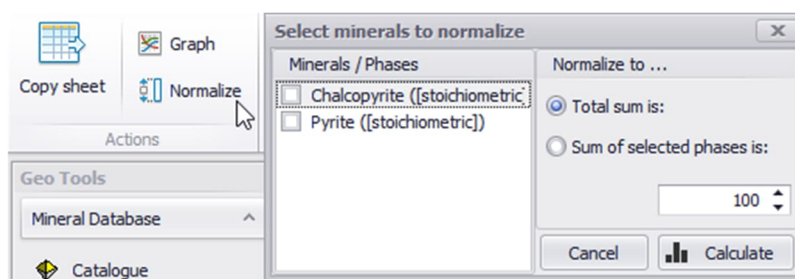 Copy sheet
Graph
Normalize
Actions
Geo Tools
Mineral Database
Catalogue
Select minerals to normalize
Minerals / Phases
Chalcopyrite ([stoichiometric]
Pyrite ([stoichiometric])
Normalize to ...
Total sum is:
Sum of selected phases is:
100
Cancel
Calculate